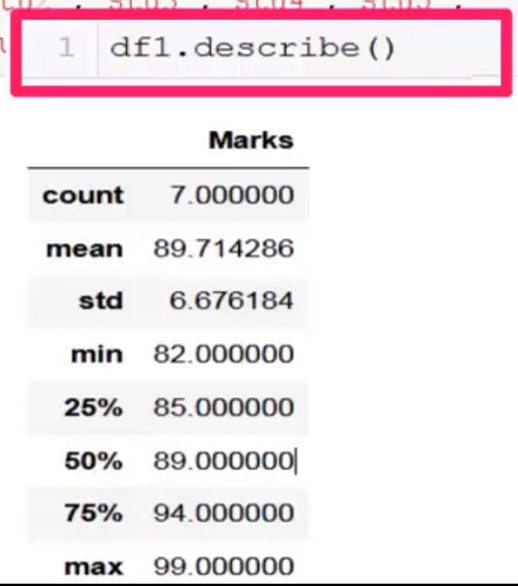 1 df1.describe()
Marks
count 7.000000
mean 89.714286
std 6.676184
min 82.000000
25% 85.000000
50% 89.000000
75% 94.000000
max 99.000000